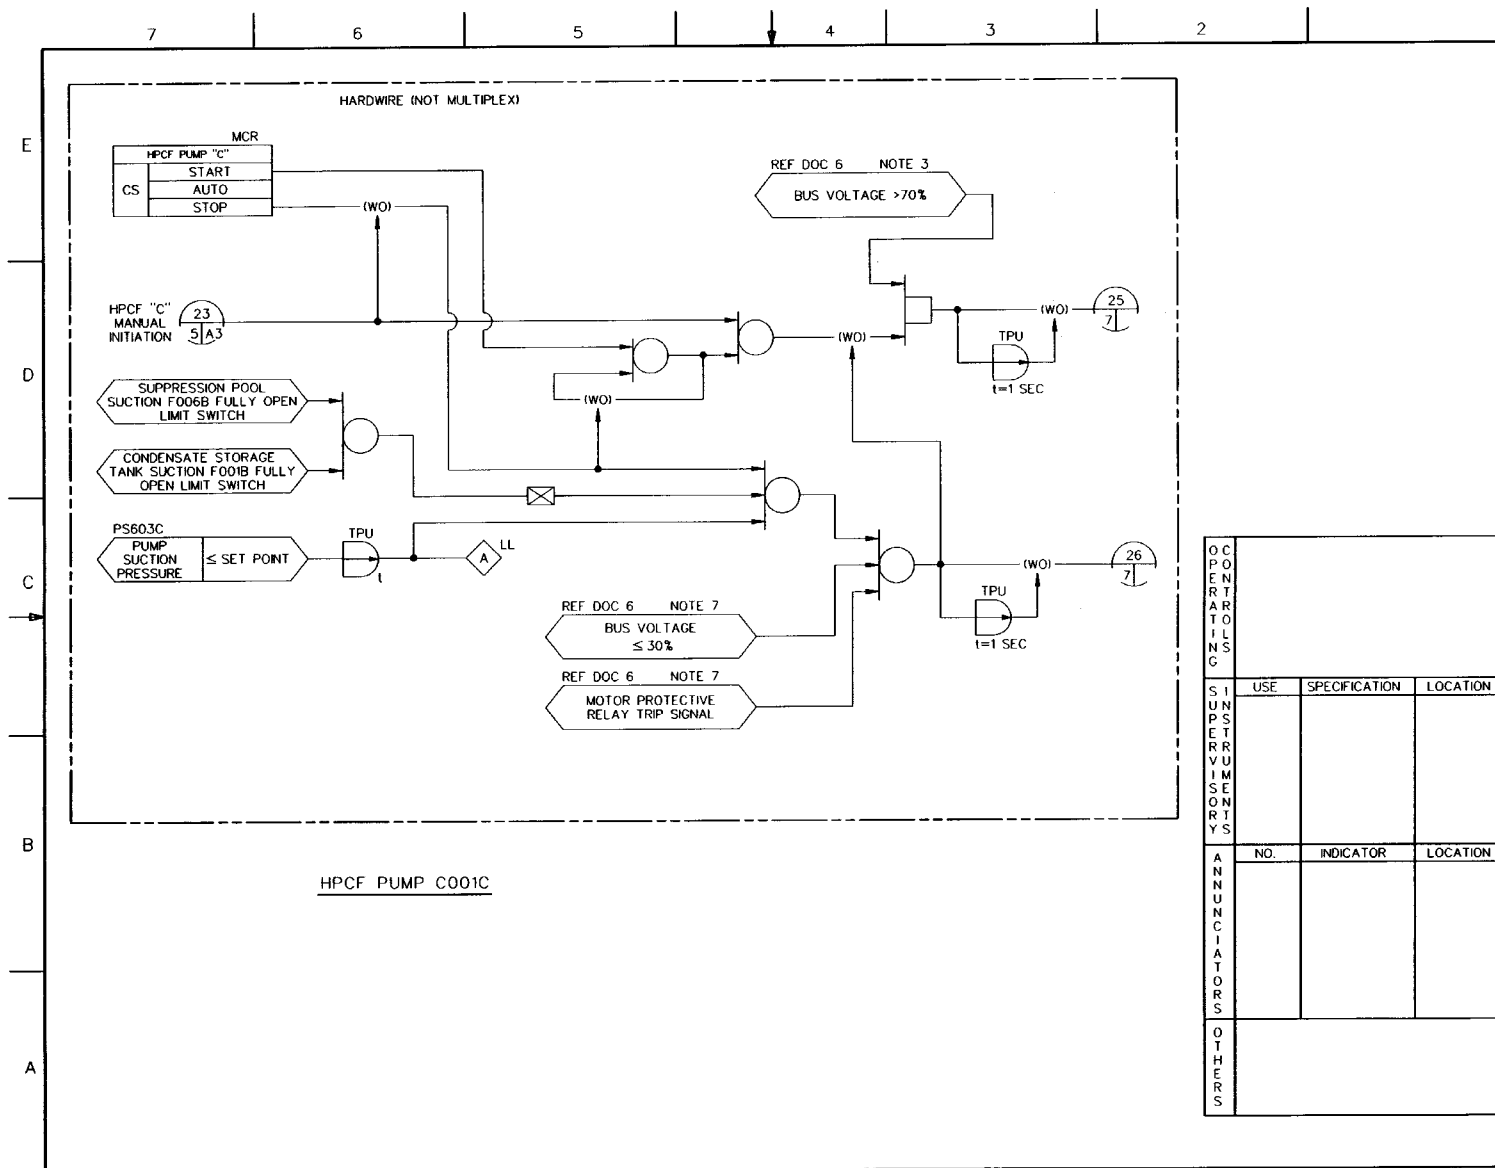 7 6 5 4 3 2
E
D
C
B
A
HARDWIRE (NOT MULTIPLEX)
MCR
HPCF PUMP "C"
CS
START
AUTO
STOP
(WO)
REF DOC 6 NOTE 3
BUS VOLTAGE >70%
HPCF "C"
MANUAL
INITIATION
23
5 A3
(WO)
(WO)
25
7
TPU
t=1 SEC
SUPPRESSION POOL
SUCTION F006B FULLY OPEN
LIMIT SWITCH
(WO)
CONDENSATE STORAGE
TANK SUCTION F001B FULLY
OPEN LIMIT SWITCH
PS603C
PUMP
SUCTION
PRESSURE
≤ SET POINT
TPU
t
A
LL
(WO)
26
7
TPU
t=1 SEC
REF DOC 6 NOTE 7
BUS VOLTAGE
≤ 30%
REF DOC 6 NOTE 7
MOTOR PROTECTIVE
RELAY TRIP SIGNAL
HPCF PUMP C001C
OPERATING
CONTROLS
SUPERVISORY
INSTRUMENTS
USE SPECIFICATION LOCATION
ANNUNCIATORS
NO. INDICATOR LOCATION
OTHERS